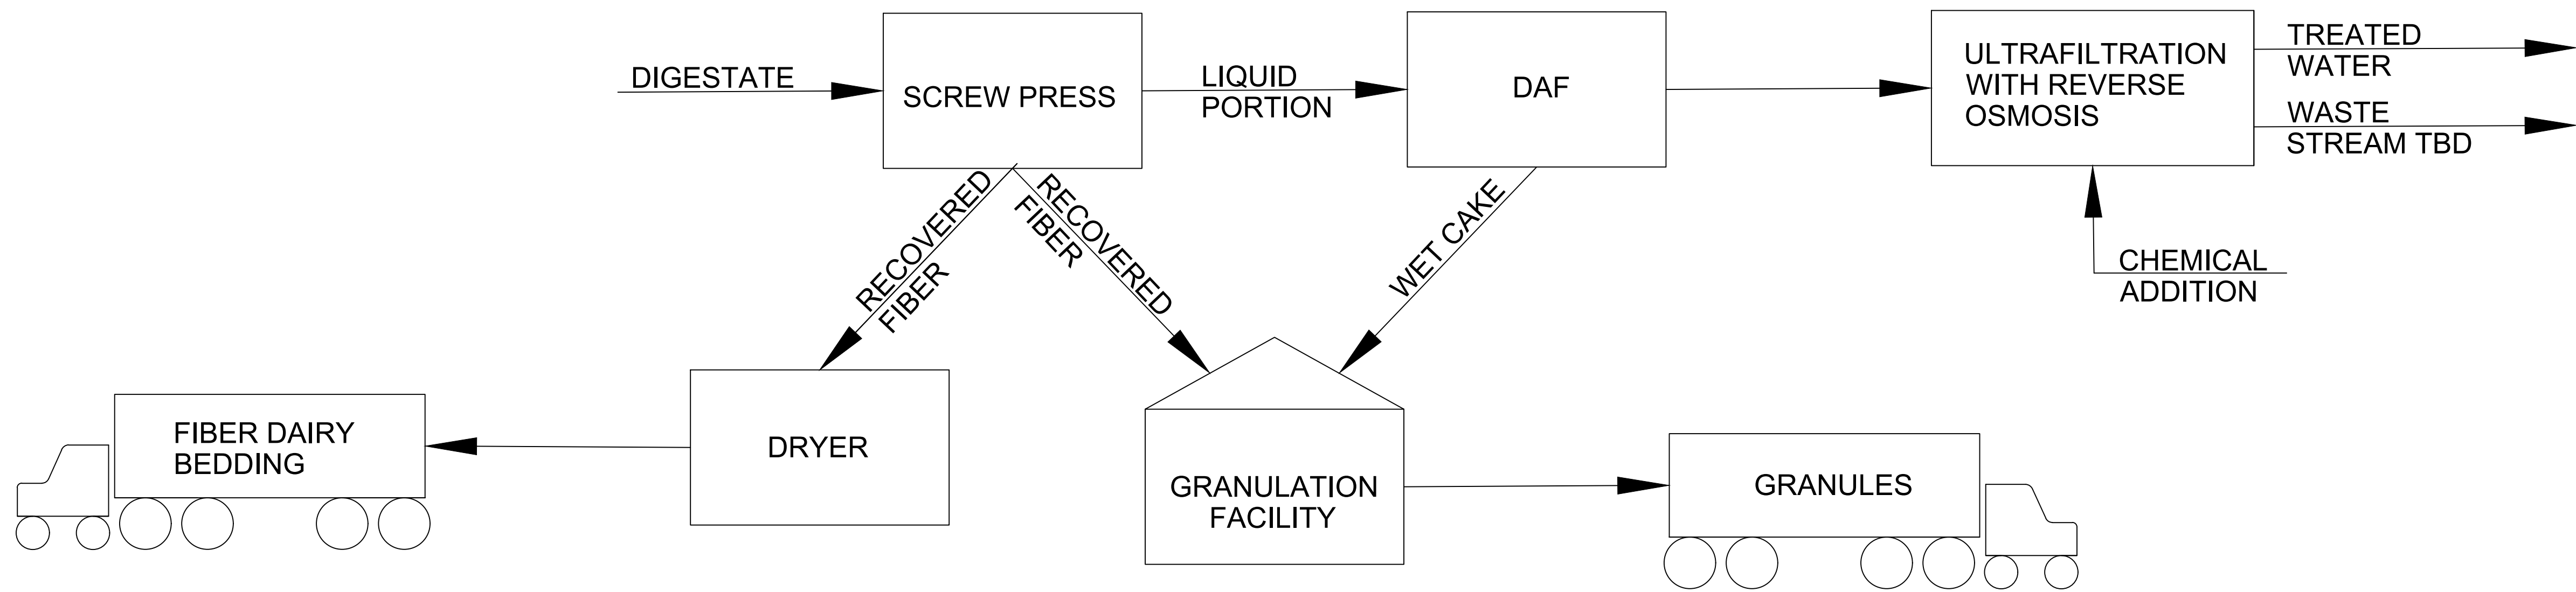 DIGESTATE
SCREW PRESS
LIQUID
PORTION
DAF
ULTRAFILTRATION
WITH REVERSE
OSMOSIS
TREATED
WATER
WASTE
STREAM TBD
RECOVERED
FIBER
RECOVERED
FIBER
WET CAKE
CHEMICAL
ADDITION
FIBER DAIRY
BEDDING
DRYER
GRANULATION
FACILITY
GRANULES